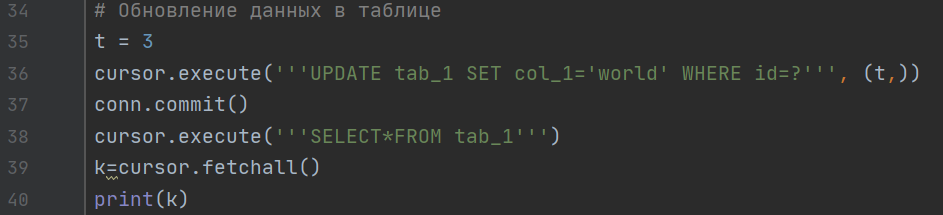 34 # Обновление данных в таблице
35 t = 3
36 cursor.execute('''UPDATE tab_1 SET col_1='world' WHERE id=?''', (t,))
37 conn.commit()
38 cursor.execute('''SELECT*FROM tab_1''')
39 k=cursor.fetchall()
40 print(k)